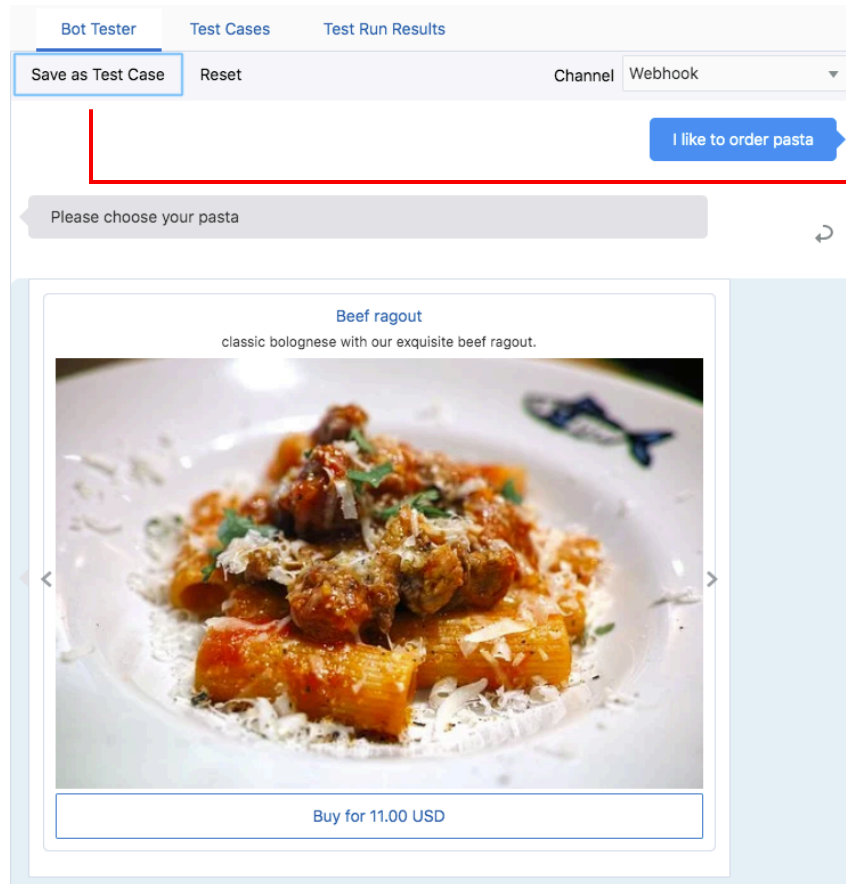 Bot Tester Test Cases Test Run Results
Save as Test Case Reset Channel Webhook
I like to order pasta
Please choose your pasta
Beef ragout
classic bolognese with our exquisite beef ragout.
Buy for 11.00 USD